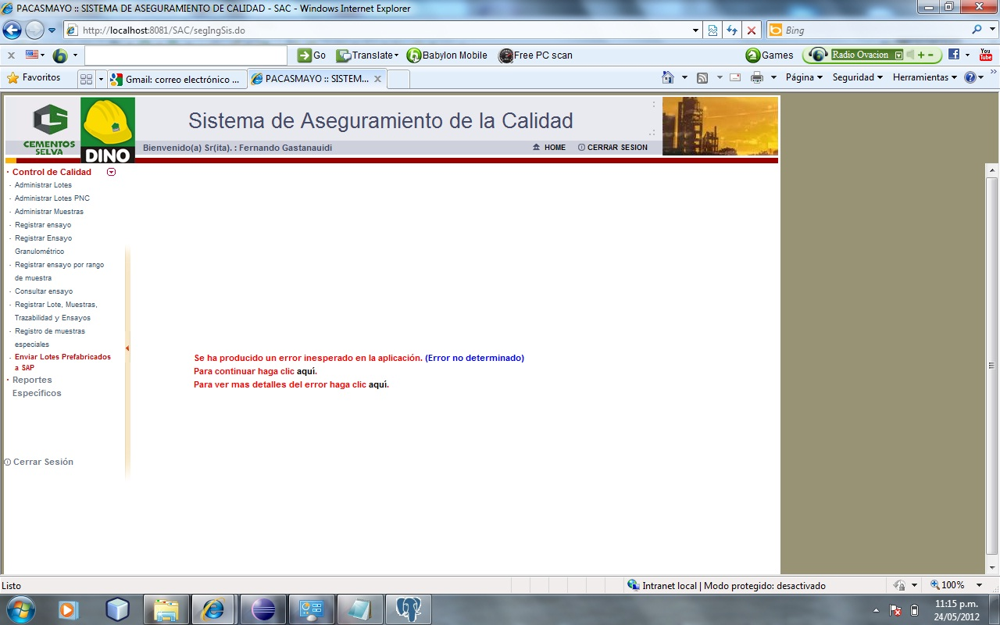 PACASMAYO :: SISTEMA DE ASEGURAMIENTO DE CALIDAD - SAC - Windows Internet Explorer
http://localhost:8081/SAC/segIngSis.do
Bing
Go
Translate
Babylon Mobile
Free PC scan
Games
Radio Ovacion
You Tube
Favoritos
Gmail: correo electrónico ...
PACASMAYO :: SISTEM...
Página
Seguridad
Herramientas
CEMENTOS
SELVA
DINO
Sistema de Aseguramiento de la Calidad
Bienvenido(a) Sr(ita). : Fernando Gastanauidi
HOME
CERRAR SESION
· Control de Calidad
- Administrar Lotes
- Administrar Lotes PNC
- Administrar Muestras
- Registrar ensayo
- Registrar Ensayo
Granulométrico
- Registrar ensayo por rango
de muestra
- Consultar ensayo
- Registrar Lote, Muestras,
Trazabilidad y Ensayos
- Registro de muestras
especiales
- Enviar Lotes Prefabricados
a SAP
· Reportes
Específicos
Cerrar Sesión
Se ha producido un error inesperado en la aplicación. (Error no determinado)
Para continuar haga clic aquí.
Para ver mas detalles del error haga clic aquí.
Listo
Intranet local | Modo protegido: desactivado
100%
11:15 p.m.
24/05/2012